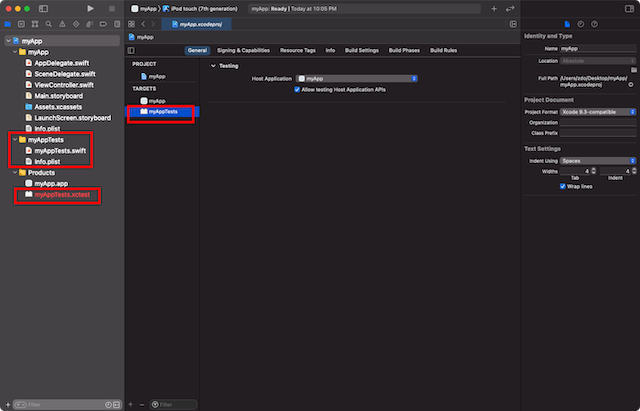 myApp
iPod touch (7th generation)
myApp: Ready | Today at 10:05 PM
myApp.xcodeproj
myApp
myApp
myApp
AppDelegate.swift
SceneDelegate.swift
ViewController.swift
Main.storyboard
Assets.xcassets
LaunchScreen.storyboard
Info.plist
myAppTests
myAppTests.swift
Info.plist
Products
myApp.app
myAppTests.xctest
Filter
General
Signing & Capabilities
Resource Tags
Info
Build Settings
Build Phases
Build Rules
PROJECT
myApp
TARGETS
myApp
myAppTests
Filter
Testing
Host Application
myApp
Allow testing Host Application APIs
Identity and Type
Name myApp
Location Absolute
Full Path /Users/zdo/Desktop/myApp/
myApp.xcodeproj
Project Document
Project Format Xcode 9.3-compatible
Organization
Class Prefix
Text Settings
Indent Using Spaces
Widths 4 4
Tab Indent
Wrap lines